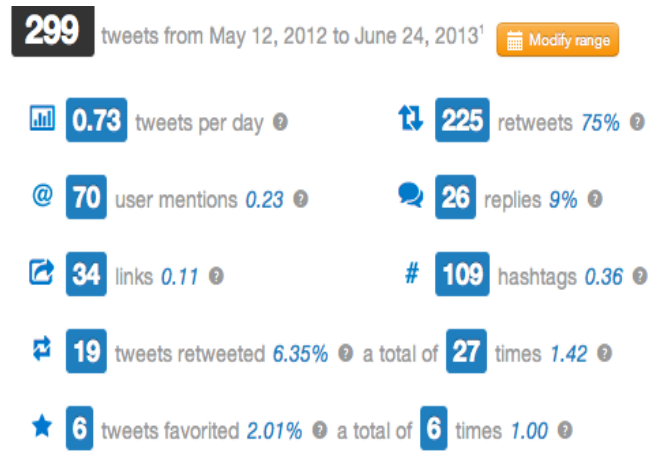 299 tweets from May 12, 2012 to June 24, 2013¹ Modify range
0.73 tweets per day ? 225 retweets 75% ?
@ 70 user mentions 0.23 ? 26 replies 9% ?
34 links 0.11 ? # 109 hashtags 0.36 ?
19 tweets retweeted 6.35% ? a total of 27 times 1.42 ?
6 tweets favorited 2.01% ? a total of 6 times 1.00 ?